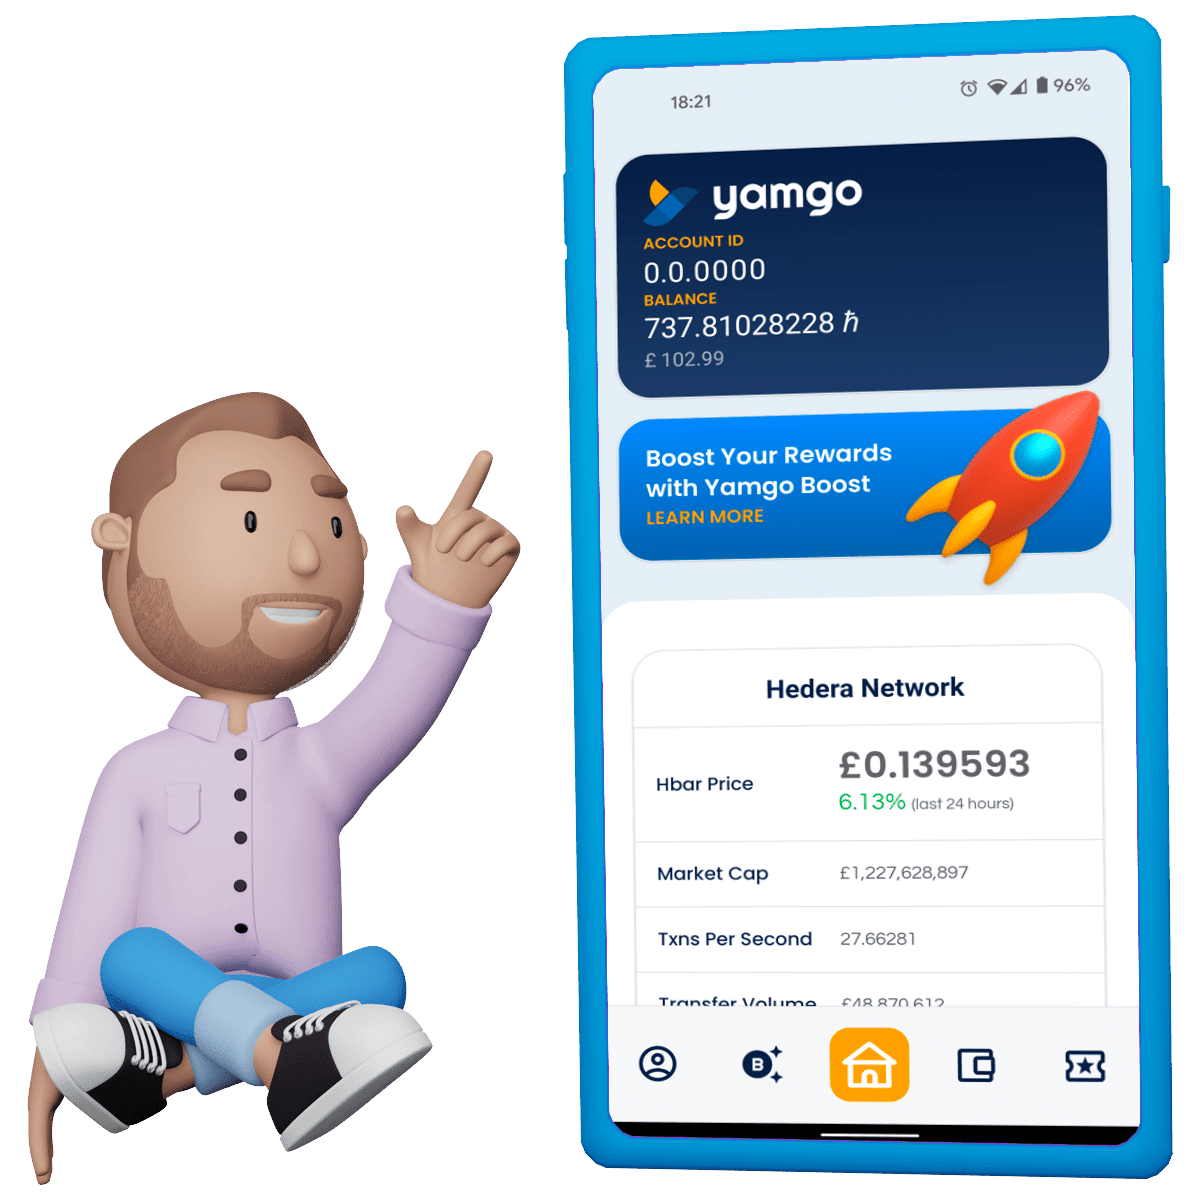 18:21
96%
yamgo
ACCOUNT ID
0.0.0000
BALANCE
737.81028228 ℏ
£ 102.99
Boost Your Rewards
with Yamgo Boost
LEARN MORE
Hedera Network
Hbar Price
£0.139593
6.13% (last 24 hours)
Market Cap
£1,227,628,897
Txns Per Second
27.66281
Transfer Volume
£48,870,612
B